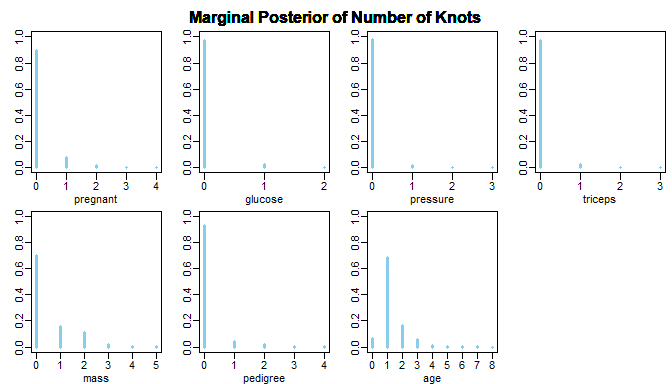 Marginal Posterior of Number of Knots
0.0 0.2 0.4 0.6 0.8 1.0
0 1 2 3 4
pregnant
0.0 0.2 0.4 0.6 0.8 1.0
0 1 2
glucose
0.0 0.2 0.4 0.6 0.8 1.0
0 1 2 3
pressure
0.0 0.2 0.4 0.6 0.8 1.0
0 1 2 3
triceps
0.0 0.2 0.4 0.6 0.8 1.0
0 1 2 3 4 5
mass
0.0 0.2 0.4 0.6 0.8 1.0
0 1 2 3 4
pedigree
0.0 0.2 0.4 0.6 0.8 1.0
0 1 2 3 4 5 6 7 8
age